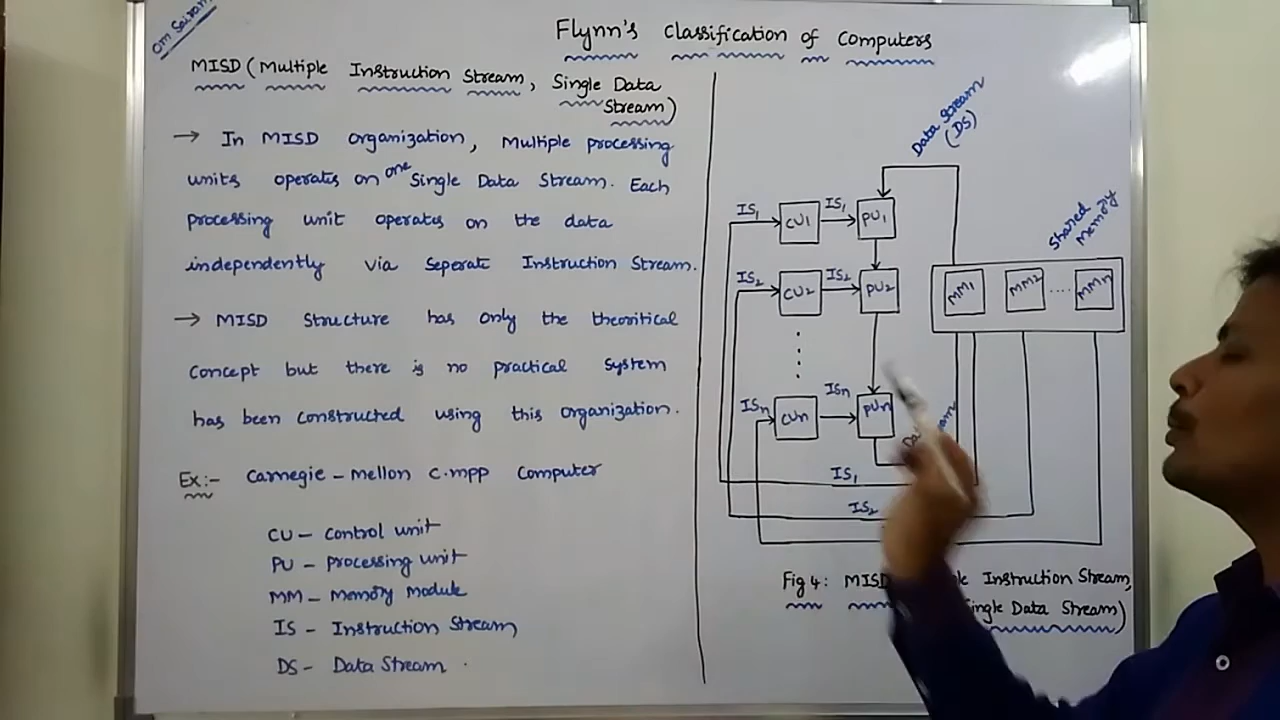 Om Sairam
Flynn's Classification of Computers
MISD (Multiple Instruction Stream, Single Data
Stream)
→ In MISD organization, Multiple processing
units operates on one Single Data Stream. Each
processing unit operates on the data
independently via Seperate Instruction Stream.
→ MISD Structure has only the theoritical
concept but there is no practical system
has been constructed using this organization.
Ex:- Carnegie-mellon C.mpp Computer
CU - Control unit
PU - processing unit
MM - Memory Module
IS - Instruction Stream
DS - Data Stream
Data Stream
(DS)
Shared
Memory
IS1 CU1 IS1 PU1
IS2 CU2 IS2 PU2
MM1 MM2 .... MMn
ISn CUn ISn PUn
IS1
IS2
Fig 4: MISD Instruction Stream,
Single Data Stream)